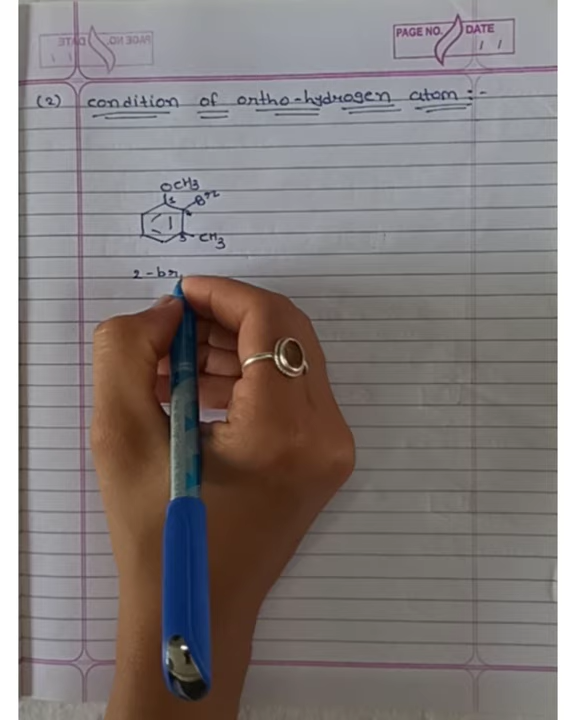 PAGE NO. DATE
/ /
(2) condition of ortho-hydrogen atom :-
OCH3
1
Br
2
3 CH3
2-br